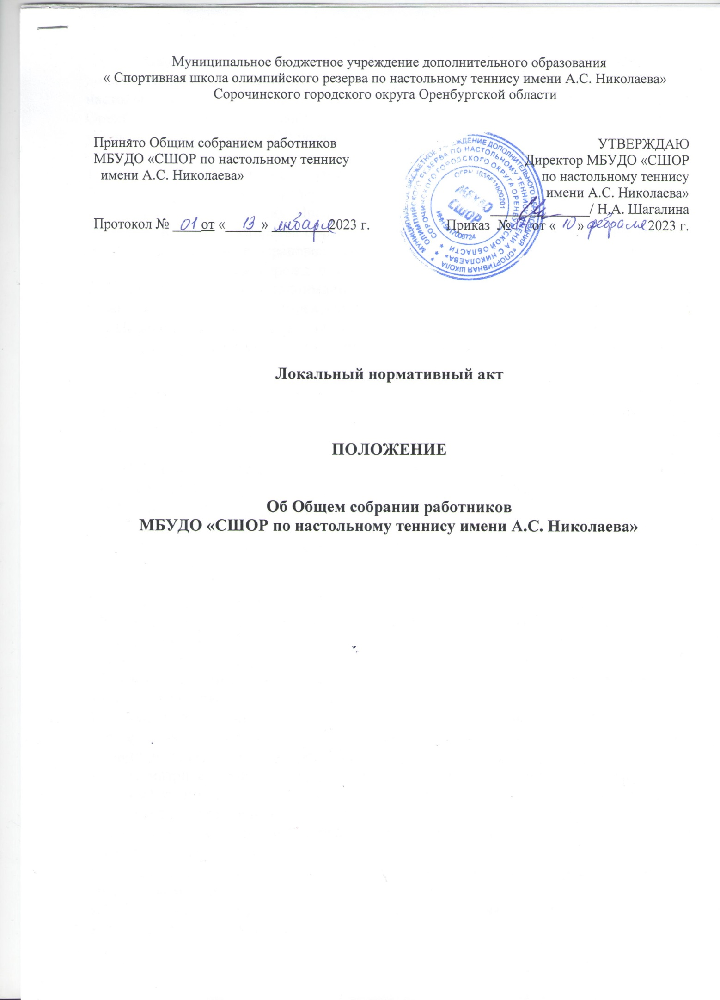 Муниципальное бюджетное учреждение дополнительного образования
« Спортивная школа олимпийского резерва по настольному теннису имени А.С. Николаева»
Сорочинского городского округа Оренбургской области
Принято Общим собранием работников
МБУДО «СШОР по настольному теннису
имени А.С. Николаева»
Протокол № 01 от « 13 » января 2023 г.
УТВЕРЖДАЮ
Директор МБУДО «СШОР
по настольному теннису
имени А.С. Николаева»
/ Н.А. Шагалина
Приказ № от « 10 » февраля 2023 г.
МУНИЦИПАЛЬНОЕ БЮДЖЕТНОЕ УЧРЕЖДЕНИЕ ДОПОЛНИТЕЛЬНОГО ОБРАЗОВАНИЯ «СПОРТИВНАЯ ШКОЛА
ОЛИМПИЙСКОГО РЕЗЕРВА ПО НАСТОЛЬНОМУ ТЕННИСУ ИМЕНИ А С НИКОЛАЕВА»
СОРОЧИНСКОГО ГОРОДСКОГО ОКРУГА ОРЕНБУРГСКОЙ ОБЛАСТИ
ОГРН 1035611800201
ИНН 5617006724
МБУДО
СШОР
Локальный нормативный акт
ПОЛОЖЕНИЕ
Об Общем собрании работников
МБУДО «СШОР по настольному теннису имени А.С. Николаева»